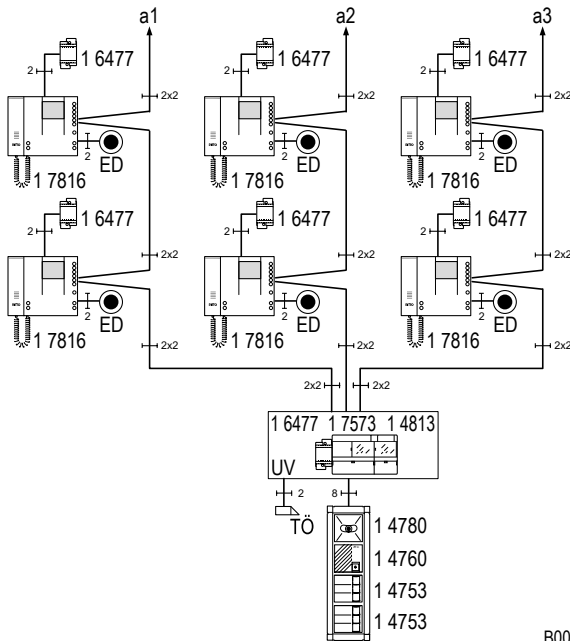 a1 a2 a3
1 6477 1 6477 1 6477
2 2 2
2x2 2x2 2x2
2 2 2
ED ED ED
1 7816 1 7816 1 7816
1 6477 1 6477 1 6477
2 2 2
2x2 2x2 2x2
2 2 2
ED ED ED
1 7816 1 7816 1 7816
2x2 2x2 2x2
2x2 2x2
1 6477 1 7573 1 4813
UV
2 8
TÖ
1 4780
1 4760
1 4753
1 4753
B00